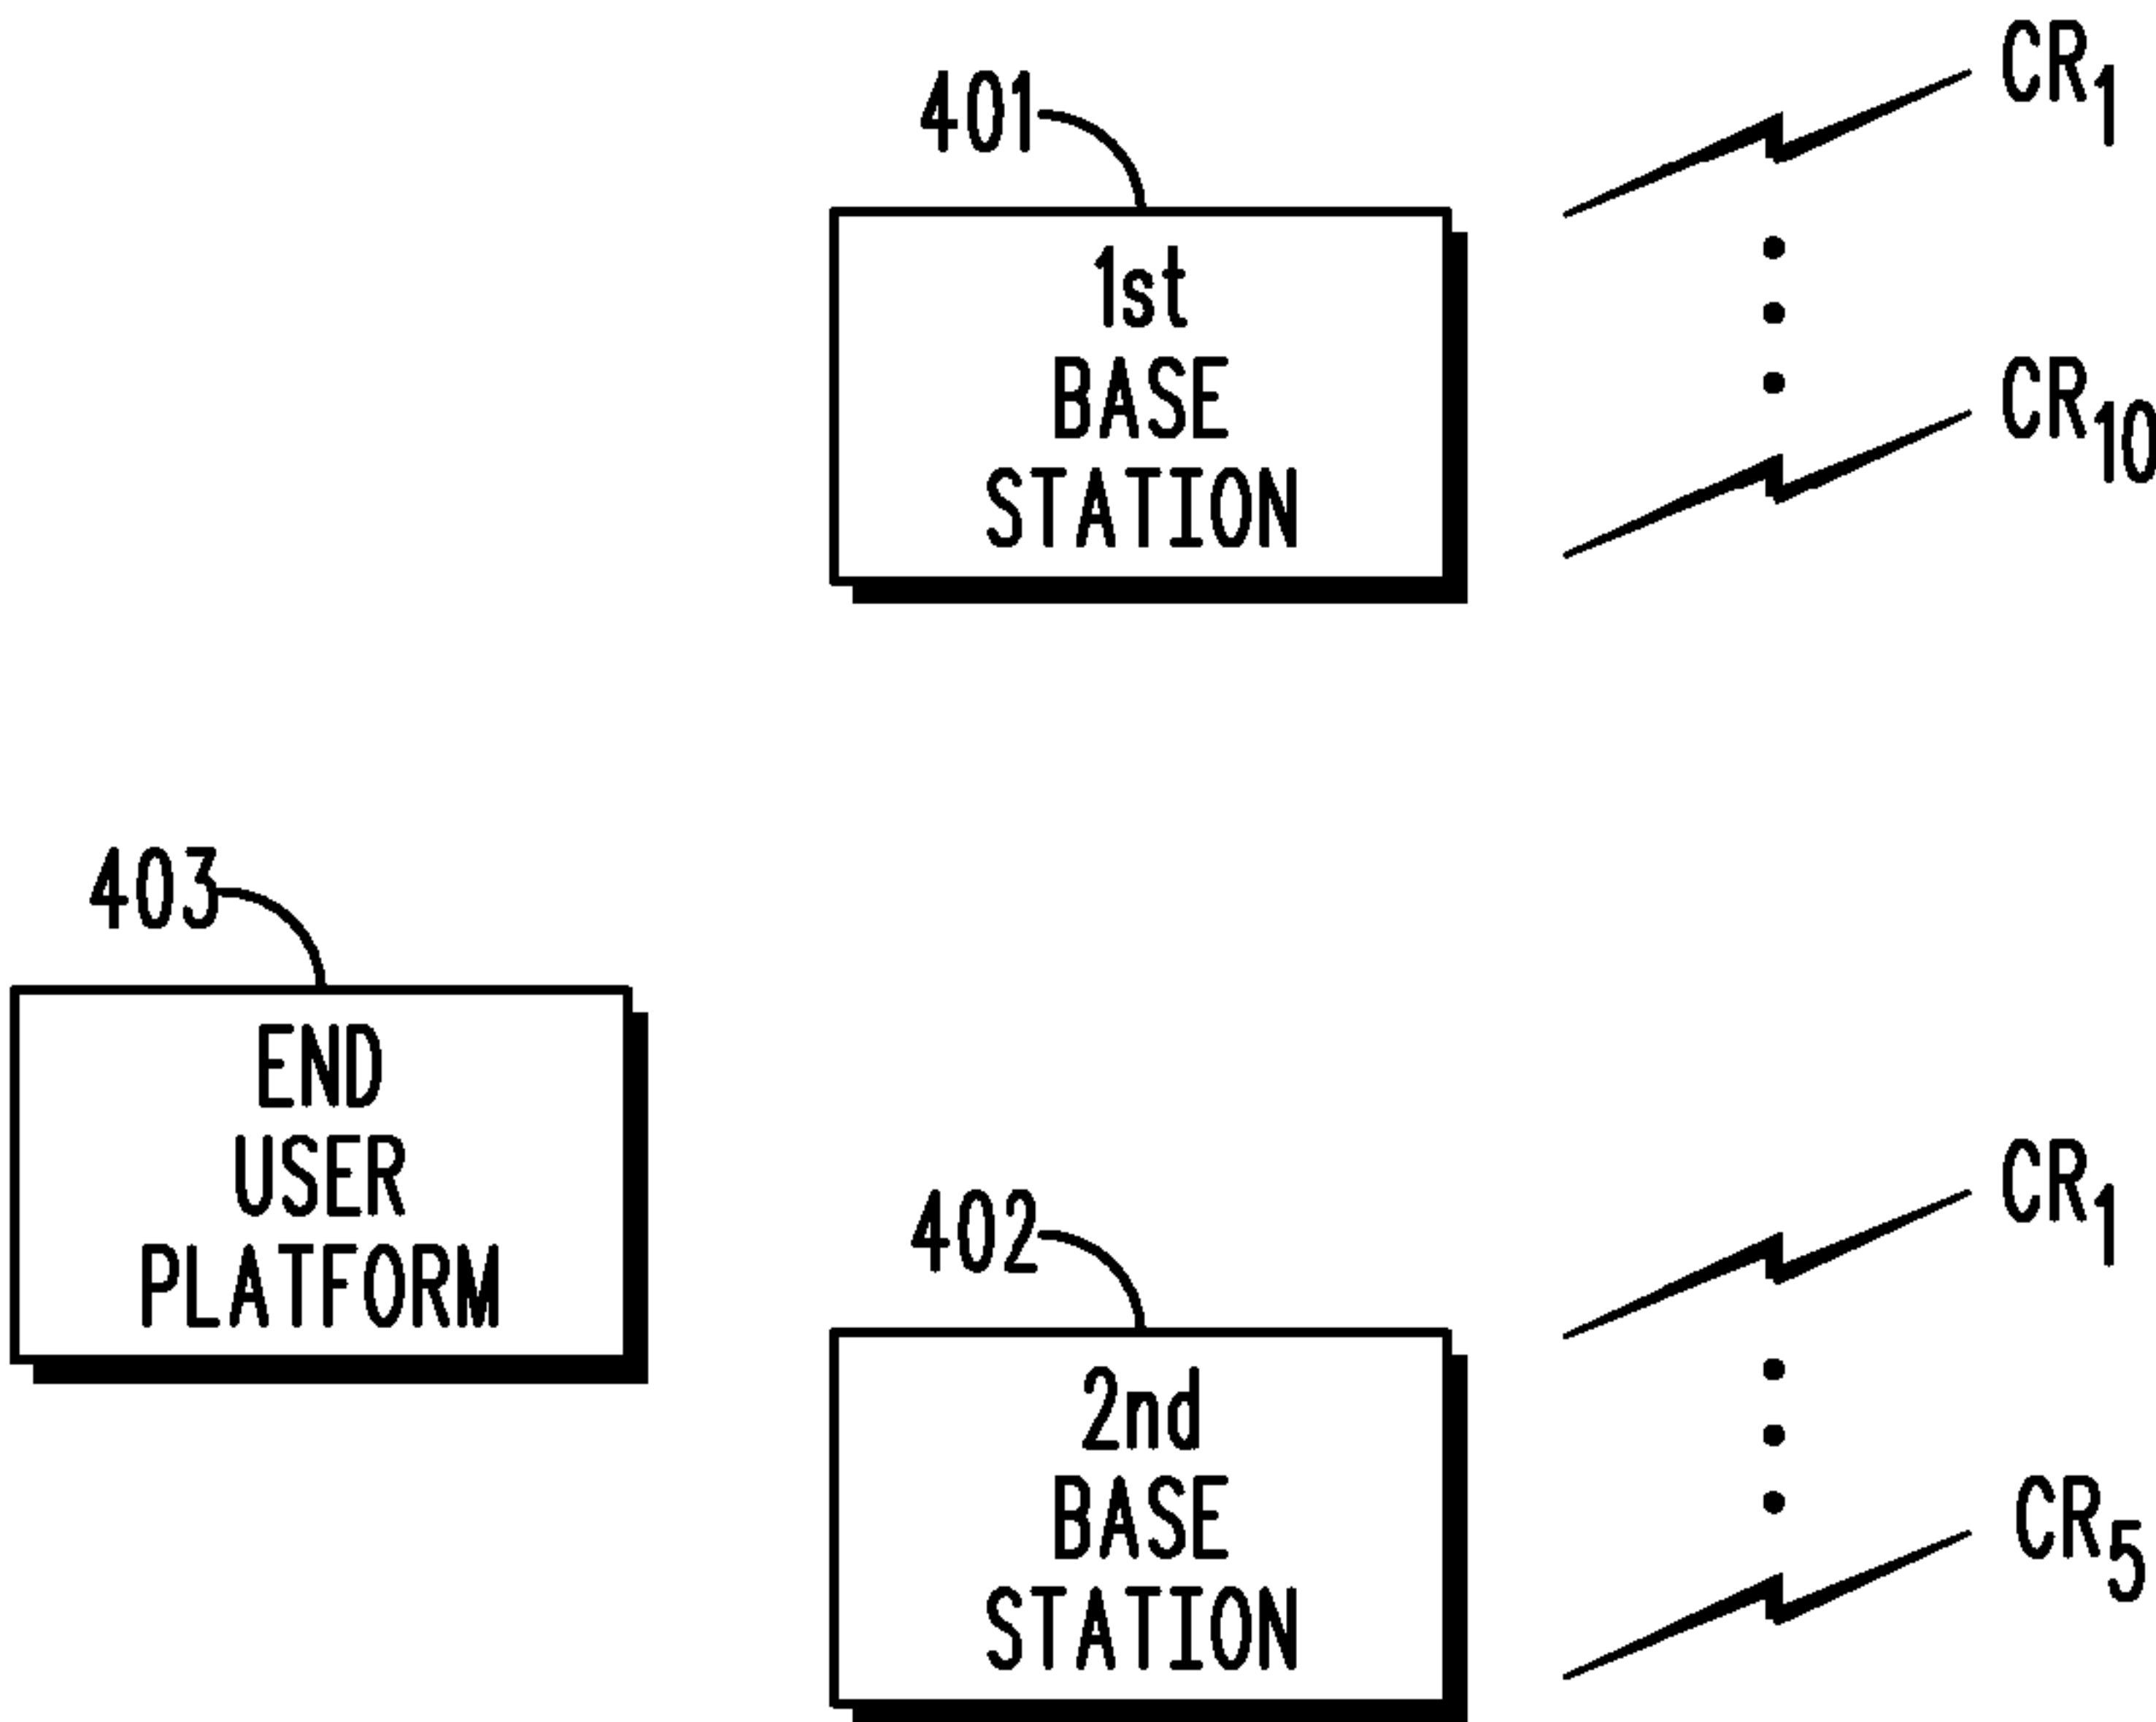 CR1
401
1st
BASE
STATION
CR10
403
END
USER
PLATFORM
402
2nd
BASE
STATION
CR1
CR5